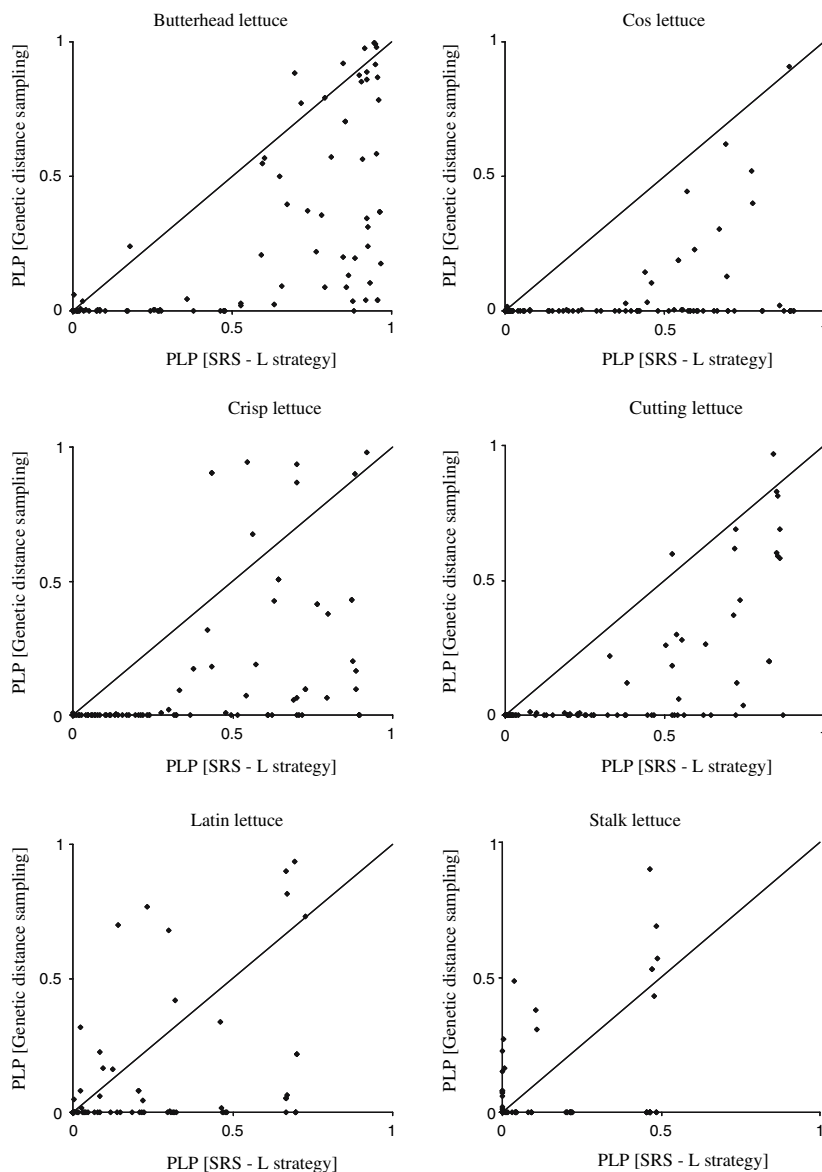 Butterhead lettuce
1
0.5
0
0
0.5
1
PLP [Genetic distance sampling]
PLP [SRS - L strategy]
Cos lettuce
1
0.5
0
0
0.5
1
PLP [Genetic distance sampling]
PLP [SRS - L strategy]
Crisp lettuce
1
0.5
0
0
0.5
1
PLP [Genetic distance sampling]
PLP [SRS - L strategy]
Cutting lettuce
1
0.5
0
0
0.5
1
PLP [Genetic distance sampling]
PLP [SRS - L strategy]
Latin lettuce
1
0.5
0
0
0.5
1
PLP [Genetic distance sampling]
PLP [SRS - L strategy]
Stalk lettuce
1
0.5
0
0
0.5
1
PLP [Genetic distance sampling]
PLP [SRS - L strategy]